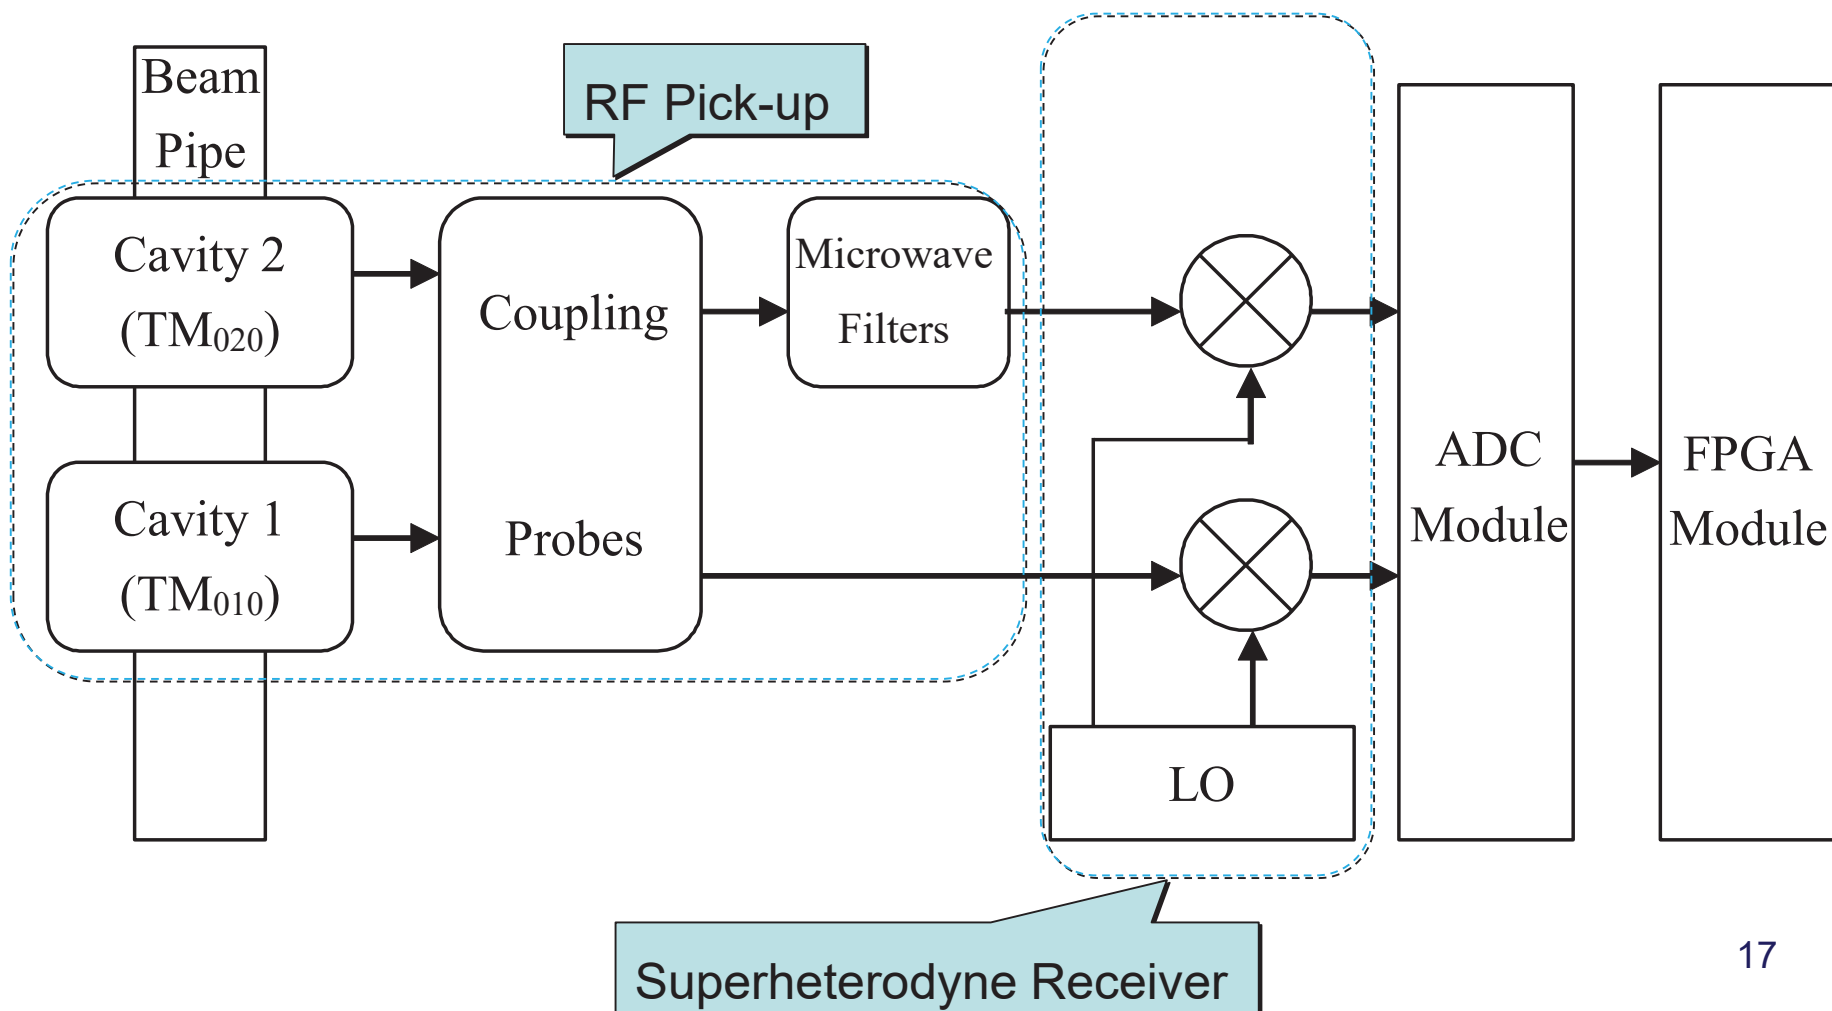 Beam
Pipe
RF Pick-up
Cavity 2
(TM₀₂₀)
Coupling
Probes
Microwave
Filters
Cavity 1
(TM₀₁₀)
LO
ADC
Module
FPGA
Module
Superheterodyne Receiver
17